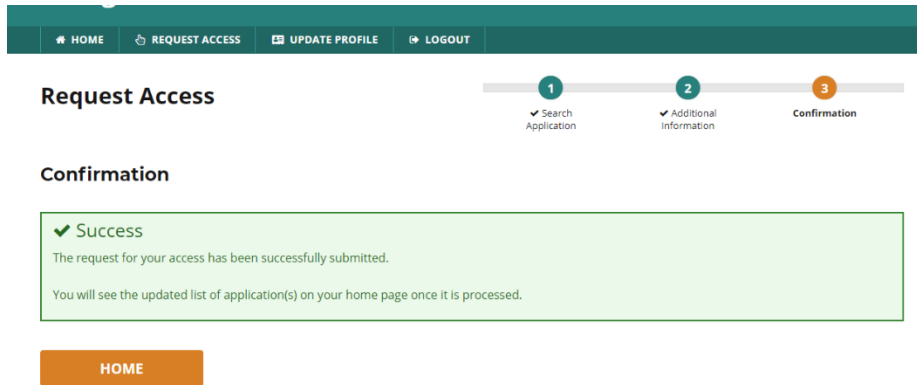 HOME REQUEST ACCESS UPDATE PROFILE LOGOUT
Request Access
1 2 3
Search Application
Additional Information
Confirmation
Confirmation
Success
The request for your access has been successfully submitted.
You will see the updated list of application(s) on your home page once it is processed.
HOME